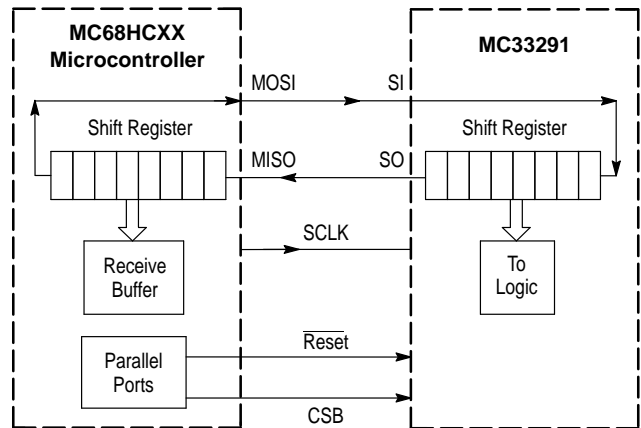 MC68HCXX
Microcontroller
MC33291
MOSI
SI
Shift Register
Shift Register
MISO
SO
SCLK
Receive
Buffer
To
Logic
Reset
Parallel
Ports
CSB